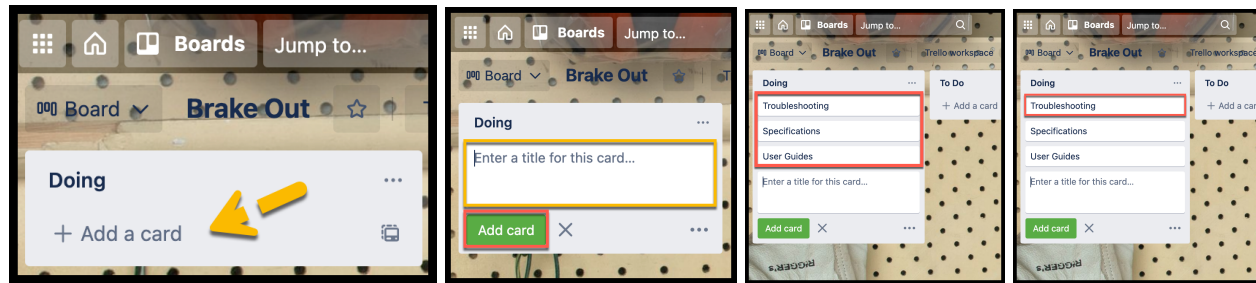 Boards Jump to...
Board Brake Out
Doing
+ Add a card
Boards Jump to...
Board Brake Out
Doing
Enter a title for this card...
Add card
Boards Jump to...
Board Brake Out Trello workspace
Doing To Do
Troubleshooting + Add a card
Specifications
User Guides
Enter a title for this card...
Add card
Boards Jump to...
Board Brake Out Trello workspace
Doing To Do
Troubleshooting + Add a car
Specifications
User Guides
Enter a title for this card...
Add card